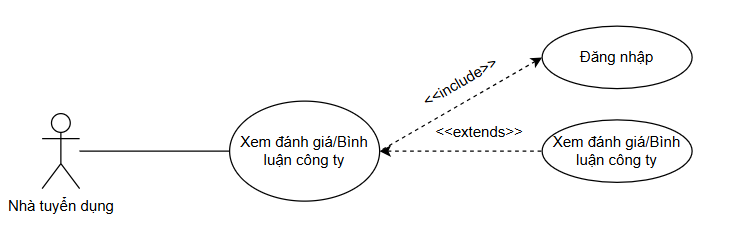 Đăng nhập
<<include>>
<<extends>>
Xem đánh giá/Bình
luận công ty
Xem đánh giá/Bình
luận công ty
Nhà tuyển dụng